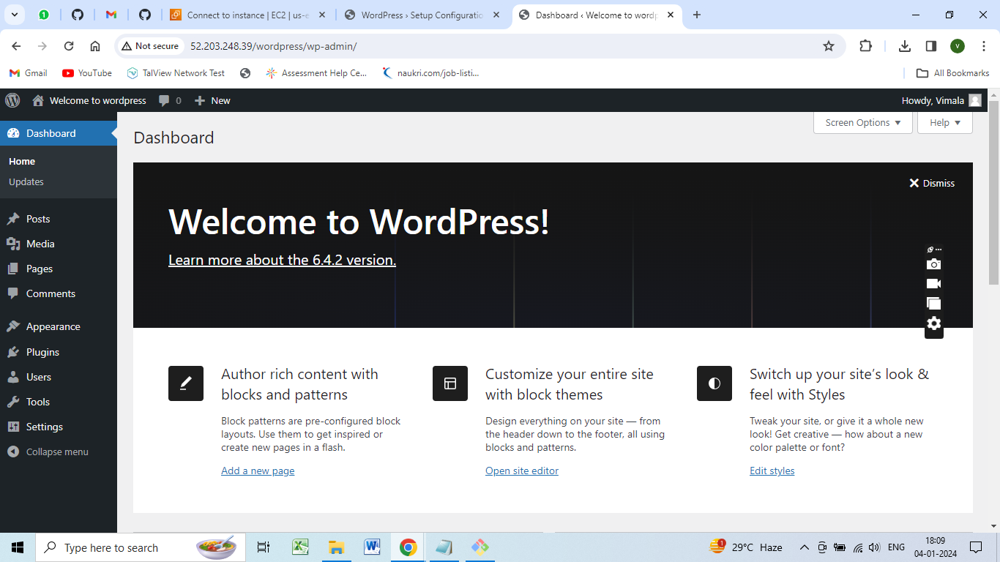 1
Connect to instance | EC2 | us-e
WordPress › Setup Configuratio
Dashboard ‹ Welcome to wordp
Not secure
52.203.248.39/wordpress/wp-admin/
V
Gmail
YouTube
TalView Network Test
Assessment Help Ce...
naukri.com/job-listi...
All Bookmarks
Welcome to wordpress
0
New
Howdy, Vimala
Dashboard
Home
Updates
Posts
Media
Pages
Comments
Appearance
Plugins
Users
Tools
Settings
Collapse menu
Screen Options
Help
Dashboard
Dismiss
Welcome to WordPress!
Learn more about the 6.4.2 version.
Author rich content with
blocks and patterns
Block patterns are pre-configured block
layouts. Use them to get inspired or
create new pages in a flash.
Add a new page
Customize your entire site
with block themes
Design everything on your site — from
the header down to the footer, all using
blocks and patterns.
Open site editor
Switch up your site’s look &
feel with Styles
Tweak your site, or give it a whole new
look! Get creative — how about a new
color palette or font?
Edit styles
Type here to search
1
29°C Haze
ENG
18:09
04-01-2024